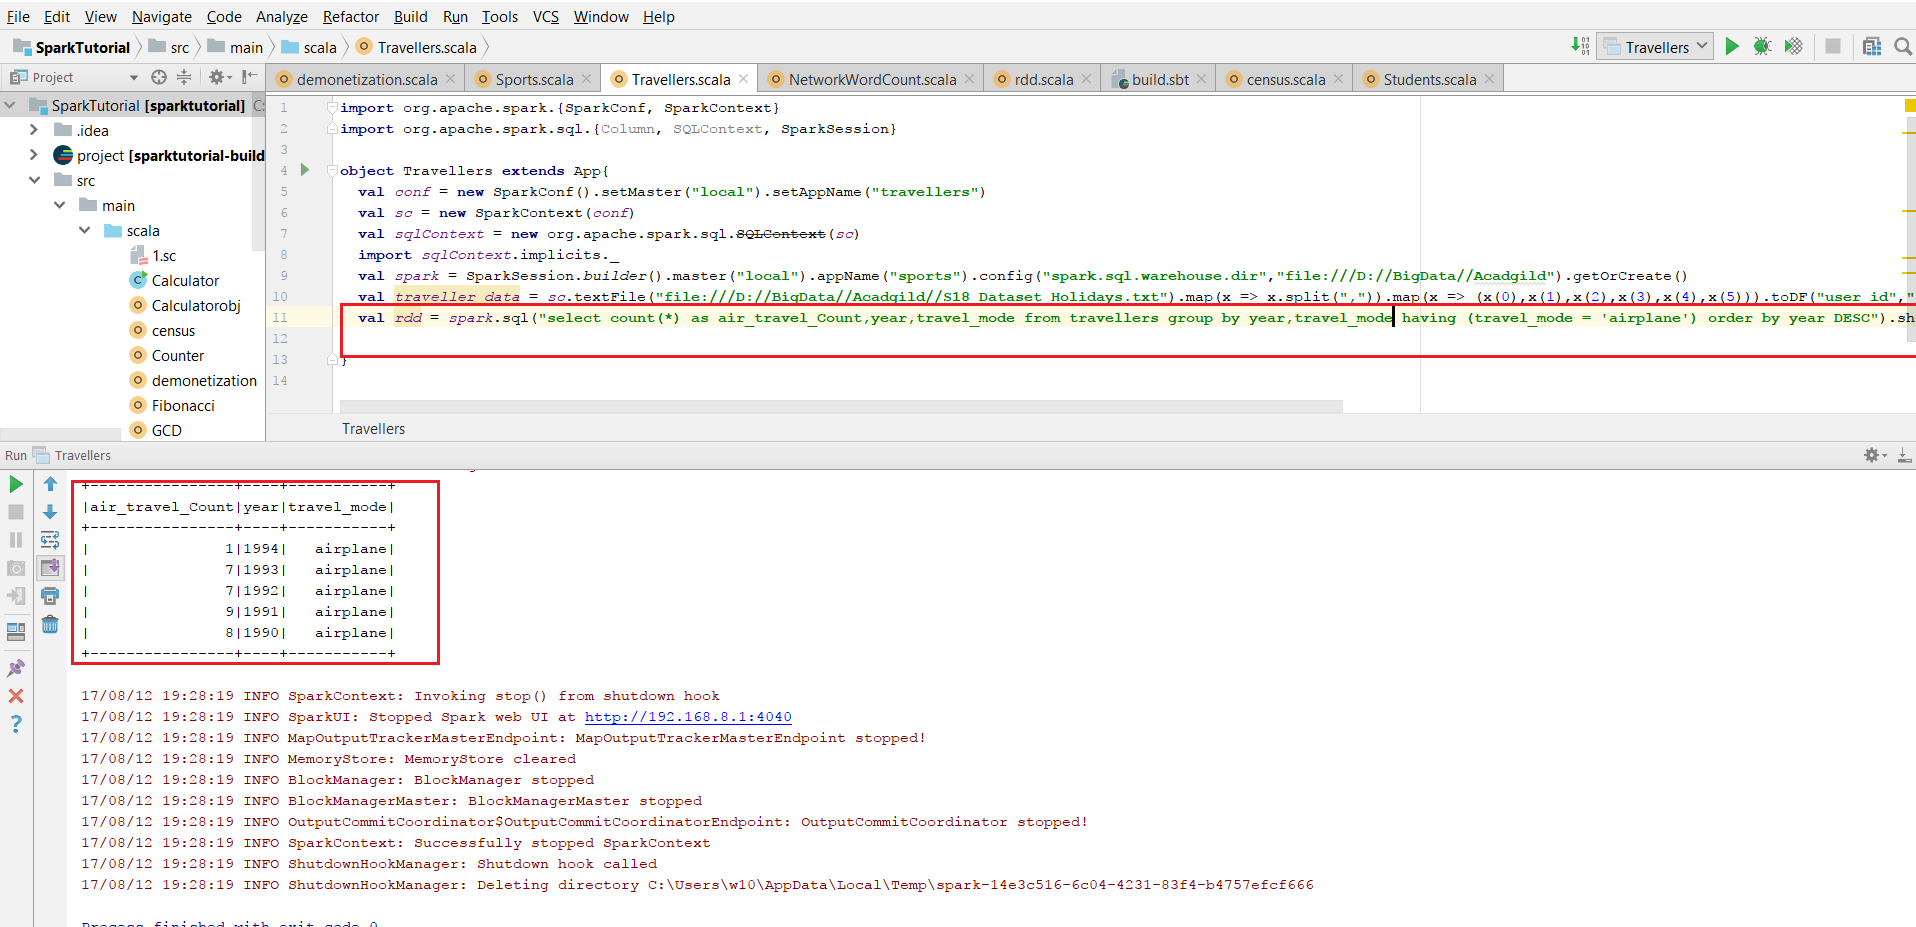 File Edit View Navigate Code Analyze Refactor Build Run Tools VCS Window Help
SparkTutorial src main scala Travellers.scala Travellers
Project demonetization.scala Sports.scala Travellers.scala NetworkWordCount.scala rdd.scala build.sbt census.scala Students.scala
SparkTutorial [sparktutorial] C:
.idea
project [sparktutorial-build
src
main
scala
1.sc
Calculator
Calculatorobj
census
Counter
demonetization
Fibonacci
GCD
1 import org.apache.spark.{SparkConf, SparkContext}
2 import org.apache.spark.sql.{Column, SQLContext, SparkSession}
3
4 object Travellers extends App{
5 val conf = new SparkConf().setMaster("local").setAppName("travellers")
6 val sc = new SparkContext(conf)
7 val sqlContext = new org.apache.spark.sql.SQLContext(sc)
8 import sqlContext.implicits._
9 val spark = SparkSession.builder().master("local").appName("sports").config("spark.sql.warehouse.dir","file:///D://BigData//Acadgild").getOrCreate()
10 val traveller_data = sc.textFile("file:///D://BigData//Acadgild//S18_Dataset_Holidays.txt").map(x => x.split(",")).map(x => (x(0),x(1),x(2),x(3),x(4),x(5))).toDF("user_id","
11 val rdd = spark.sql("select count(*) as air_travel_Count,year,travel_mode from travellers group by year,travel_mode having (travel_mode = 'airplane') order by year DESC").sh
12
13 }
14
Travellers
Run Travellers
+----------------+----+-----------+
|air_travel_Count|year|travel_mode|
+----------------+----+-----------+
|               1|1994|   airplane|
|               7|1993|   airplane|
|               7|1992|   airplane|
|               9|1991|   airplane|
|               8|1990|   airplane|
+----------------+----+-----------+
17/08/12 19:28:19 INFO SparkContext: Invoking stop() from shutdown hook
17/08/12 19:28:19 INFO SparkUI: Stopped Spark web UI at http://192.168.8.1:4040
17/08/12 19:28:19 INFO MapOutputTrackerMasterEndpoint: MapOutputTrackerMasterEndpoint stopped!
17/08/12 19:28:19 INFO MemoryStore: MemoryStore cleared
17/08/12 19:28:19 INFO BlockManager: BlockManager stopped
17/08/12 19:28:19 INFO BlockManagerMaster: BlockManagerMaster stopped
17/08/12 19:28:19 INFO OutputCommitCoordinator$OutputCommitCoordinatorEndpoint: OutputCommitCoordinator stopped!
17/08/12 19:28:19 INFO SparkContext: Successfully stopped SparkContext
17/08/12 19:28:19 INFO ShutdownHookManager: Shutdown hook called
17/08/12 19:28:19 INFO ShutdownHookManager: Deleting directory C:\Users\w10\AppData\Local\Temp\spark-14e3c516-6c04-4231-83f4-b4757efcf666
Process finished with exit code 0